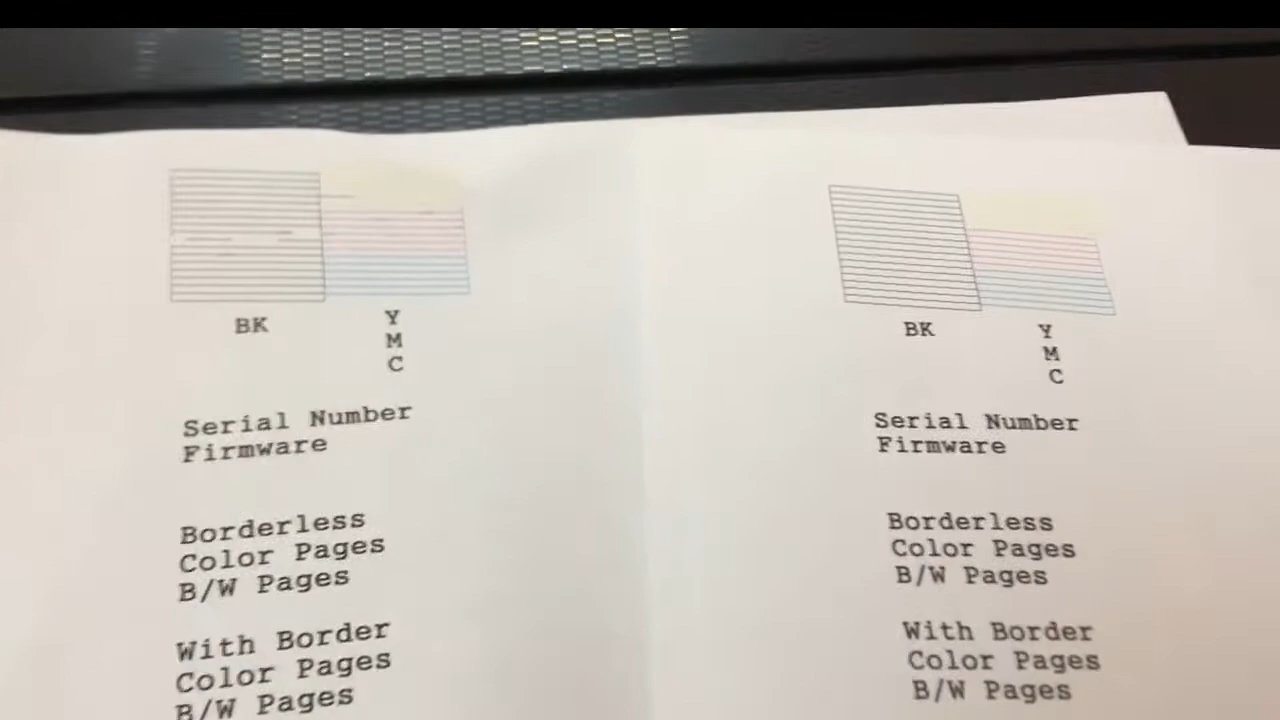 BK
Y
M
C
Serial Number
Firmware
Borderless
Color Pages
B/W Pages
With Border
Color Pages
B/W Pages
BK
Y
M
C
Serial Number
Firmware
Borderless
Color Pages
B/W Pages
With Border
Color Pages
B/W Pages